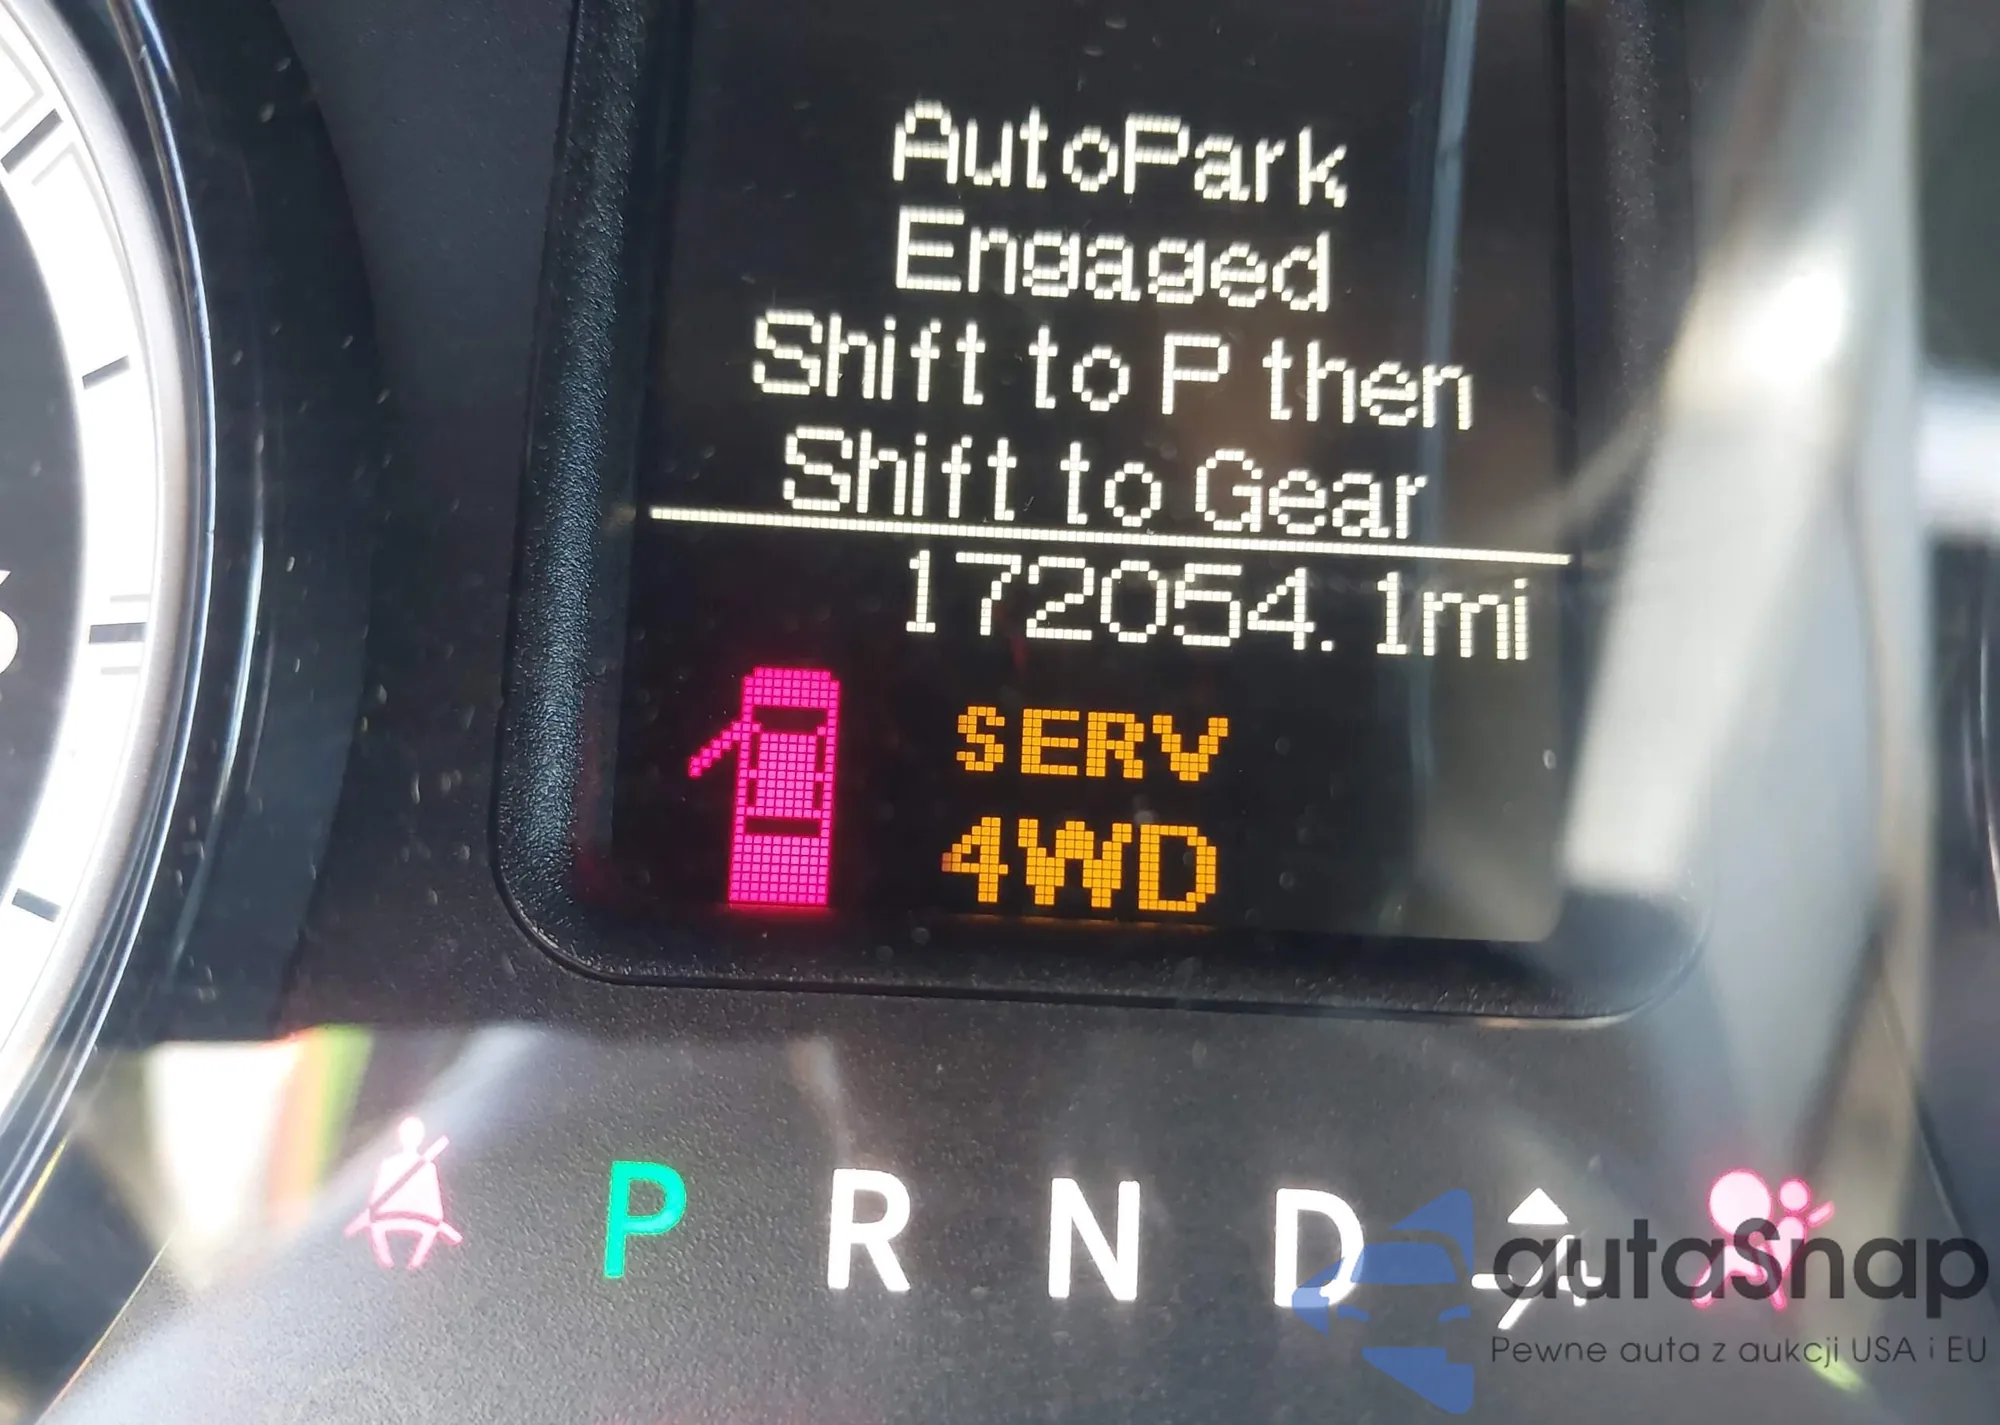 AutoPark
Engaged
Shift to P then
Shift to Gear
172054.1mi
SERV
4WD
P R N D
autaSnap
Pewne auta z aukcji USA i EU